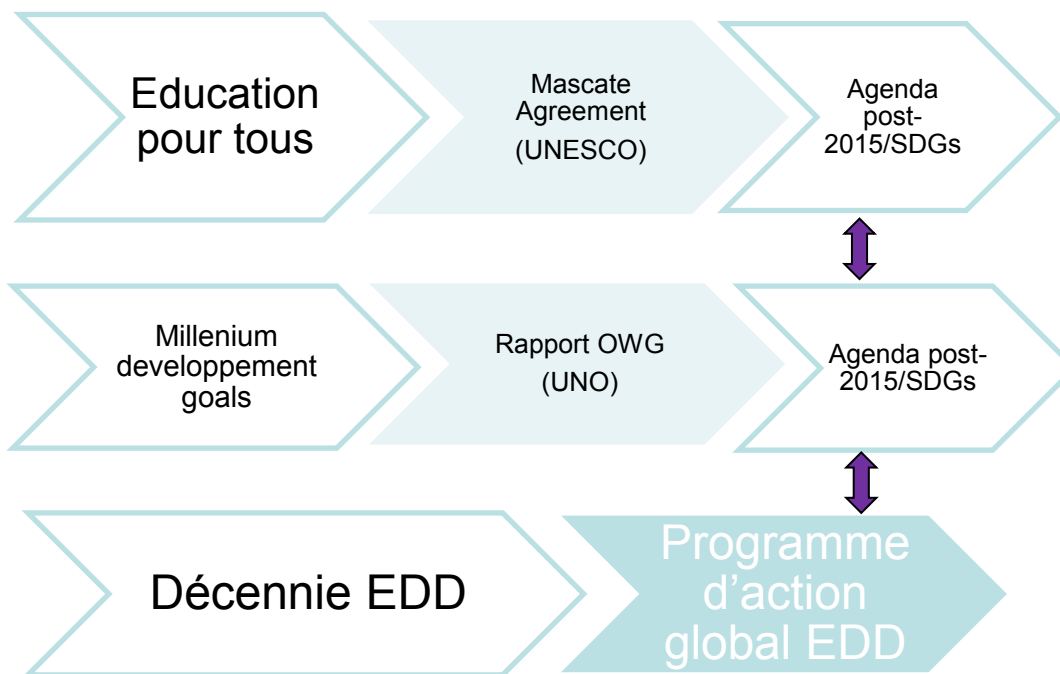 Education
pour tous
Mascate
Agreement
(UNESCO)
Agenda
post-
2015/SDGs
Millenium
developpement
goals
Rapport OWG
(UNO)
Agenda post-
2015/SDGs
Décennie EDD
Programme
d’action
global EDD